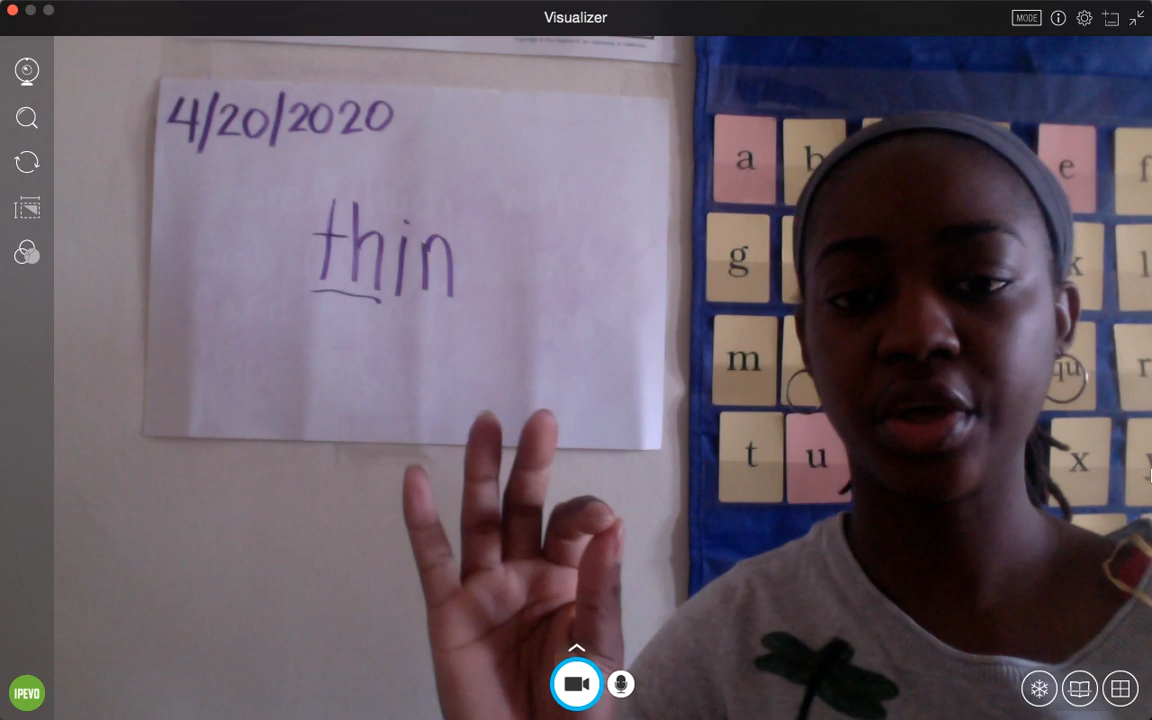 Visualizer
MODE
4/20/2020
thin
a b e f
g k l
m qu r
t u x
IPEVO